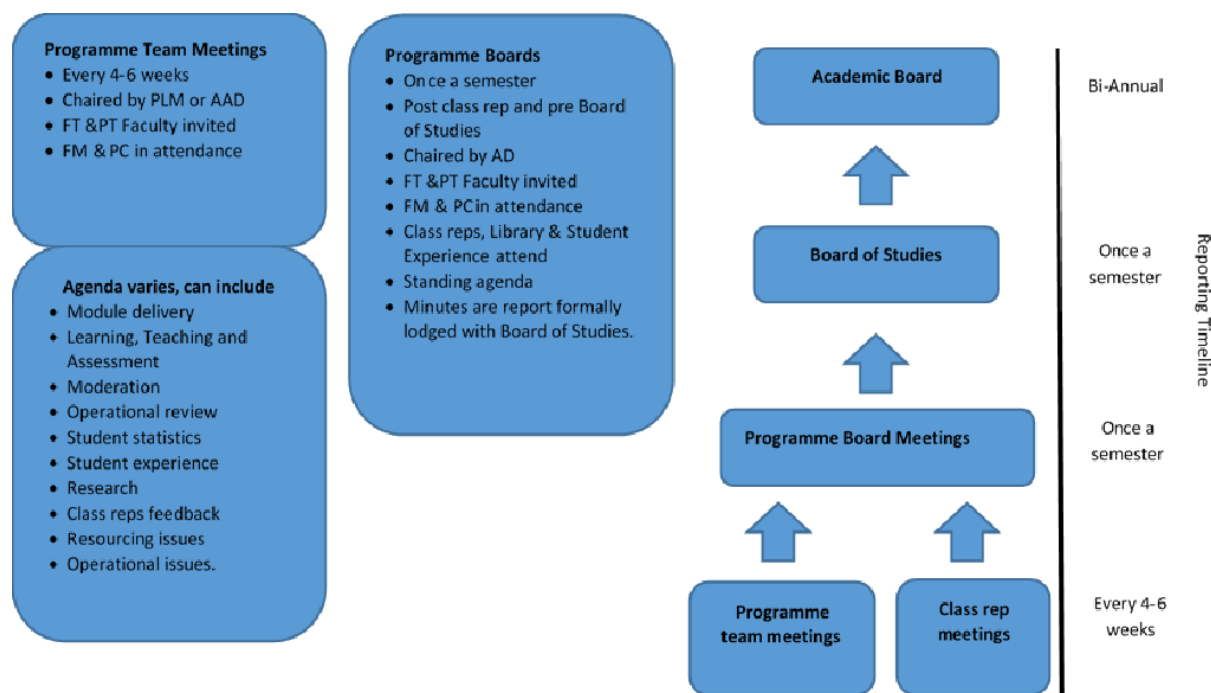 Programme Team Meetings
• Every 4-6 weeks
• Chaired by PLM or AAD
• FT &PT Faculty invited
• FM & PC in attendance
Agenda varies, can include
• Module delivery
• Learning, Teaching and
Assessment
• Moderation
• Operational review
• Student statistics
• Student experience
• Research
• Class reps feedback
• Resourcing issues
• Operational issues.
Programme Boards
• Once a semester
• Post class rep and pre Board
of Studies
• Chaired by AD
• FT &PT Faculty invited
• FM & PCin attendance
• Class reps, Library & Student
Experience attend
• Standing agenda
• Minutes are report formally
lodged with Board of Studies.
Academic Board
Bi-Annual
Board of Studies
Once a
semester
Programme Board Meetings
Once a
semester
Programme
team meetings
Class rep
meetings
Every 4-6
weeks
Reporting Timeline